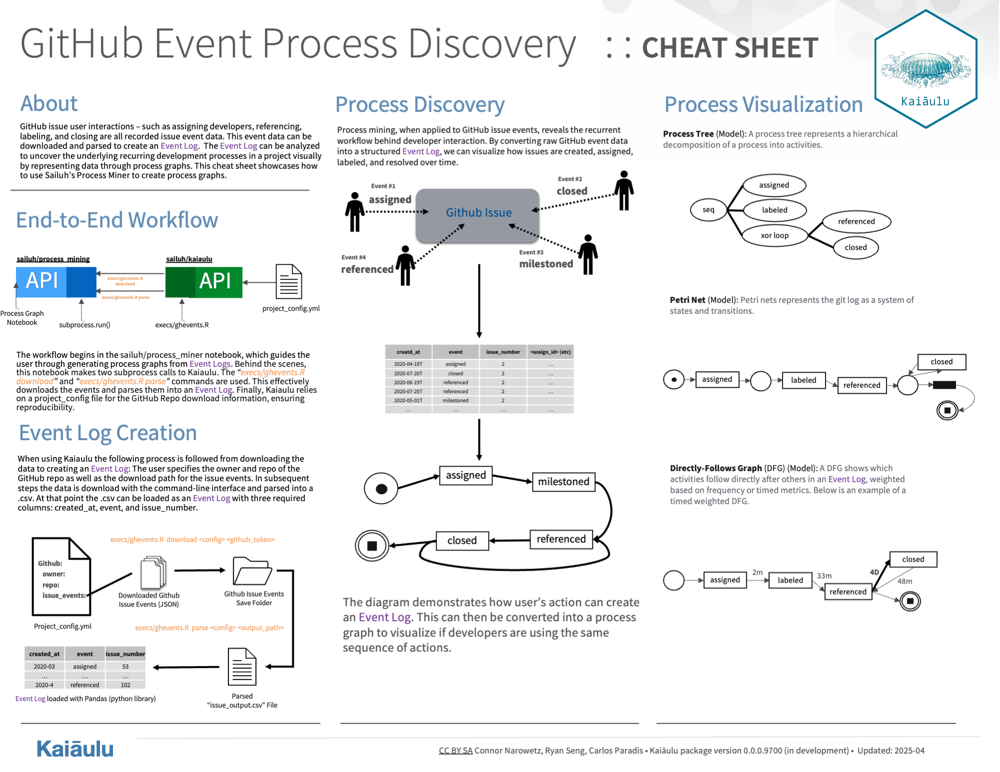 GitHub Event Process Discovery :: CHEAT SHEET
Kaiāulu
About
GitHub issue user interactions – such as assigning developers, referencing,
labeling, and closing are all recorded issue event data. This event data can be
downloaded and parsed to create an Event Log. The Event Log can be analyzed
to uncover the underlying recurring development processes in a project visually
by representing data through process graphs. This cheat sheet showcases how
to use Sailuh's Process Miner to create process graphs.
End-to-End Workflow
sailuh/process_mining
sailuh/kaiaulu
API
API
execs/ghevents.R
download
execs/ghevents.R parse
project_config.yml
Process Graph
Notebook
subprocess.run()
execs/ghevents.R
The workflow begins in the sailuh/process_miner notebook, which guides the
user through generating process graphs from Event Logs. Behind the scenes,
this notebook makes two subprocess calls to Kaiaulu. The “execs/ghevents.R
download” and “execs/ghevents.R parse” commands are used. This effectively
downloads the events and parses them into an Event Log. Finally, Kaiaulu relies
on a project_config file for the GitHub Repo download information, ensuring
reproducibility.
Event Log Creation
When using Kaiaulu the following process is followed from downloading the
data to creating an Event Log: The user specifies the owner and repo of the
GitHub repo as well as the download path for the issue events. In subsequent
steps the data is download with the command-line interface and parsed into a
.csv. At that point the .csv can be loaded as an Event Log with three required
columns: created_at, event, and issue_number.
execs/ghevents.R download <config> <github_token>
Github:
owner:
repo:
issue_events:
Project_config.yml
Downloaded Github
Issue Events (JSON)
Github Issue Events
Save Folder
execs/ghevents.R parse <config> <output_path>
created_at event issue_number
2020-03 assigned 53
... ... ...
2020-4 referenced 102
Event Log loaded with Pandas (python library)
Parsed
“issue_output.csv” File
Process Discovery
Process mining, when applied to GitHub issue events, reveals the recurrent
workflow behind developer interaction. By converting raw GitHub event data
into a structured Event Log, we can visualize how issues are created, assigned,
labeled, and resolved over time.
Event #1
assigned
Event #2
closed
Github Issue
Event #3
milestoned
Event #4
referenced
creatd_at event issue_number <assign_id> (etc)
2020-04-19T assigned 2 ...
2020-07-20T closed 2 ...
2020-06-19T referenced 2 ...
2020-07-25T referenced 2 ...
2020-05-01T milestoned 2
... ... ... ...
assigned
milestoned
closed
referenced
The diagram demonstrates how user's action can create
an Event Log. This can then be converted into a process
graph to visualize if developers are using the same
sequence of actions.
Process Visualization
Process Tree (Model): A process tree represents a hierarchical
decomposition of a process into activities.
seq
assigned
labeled
xor loop
referenced
closed
Petri Net (Model): Petri nets represents the git log as a system of
states and transitions.
assigned
labeled
referenced
closed
Directly-Follows Graph (DFG) (Model): A DFG shows which
activities follow directly after others in an Event Log, weighted
based on frequency or timed metrics. Below is an example of a
timed weighted DFG.
assigned
2m
labeled
33m
referenced
4D
closed
48m
Kaiāulu
CC BY SA Connor Narowetz, Ryan Seng, Carlos Paradis • Kaiāulu package version 0.0.0.9700 (in development) • Updated: 2025-04